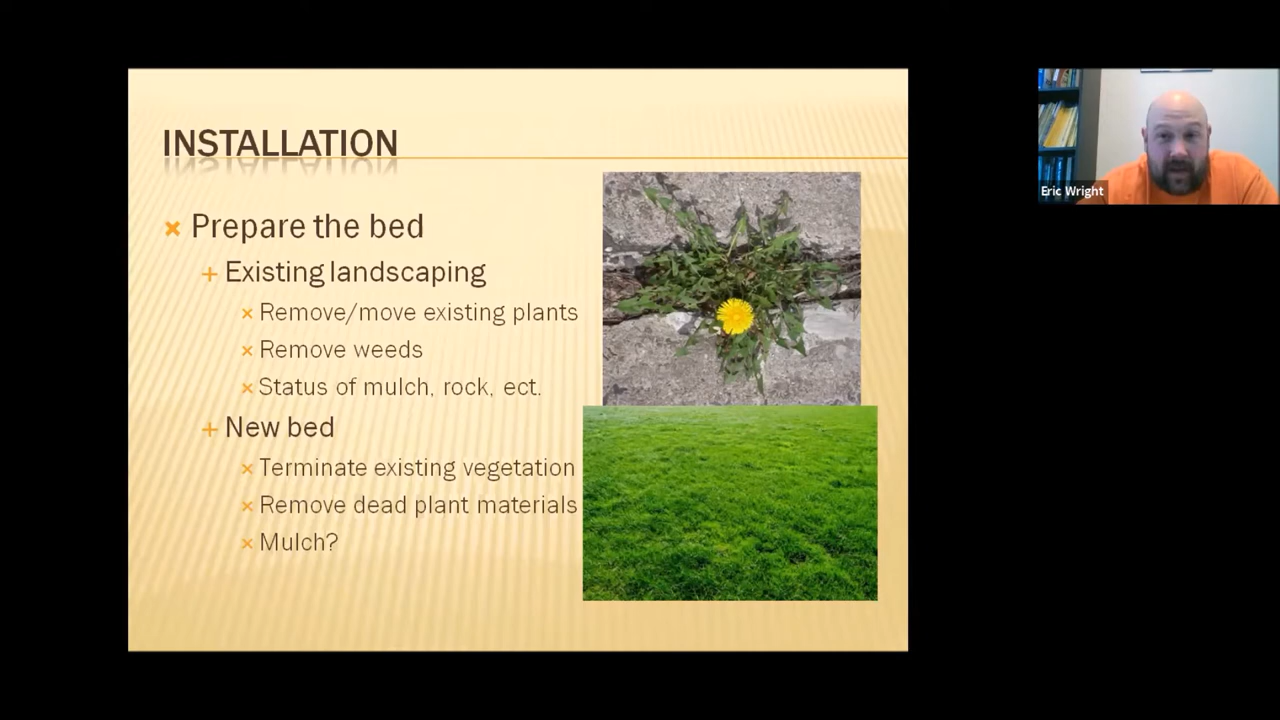 INSTALLATION
Prepare the bed
Existing landscaping
Remove/move existing plants
Remove weeds
Status of mulch, rock, ect.
New bed
Terminate existing vegetation
Remove dead plant materials
Mulch?
Eric Wright